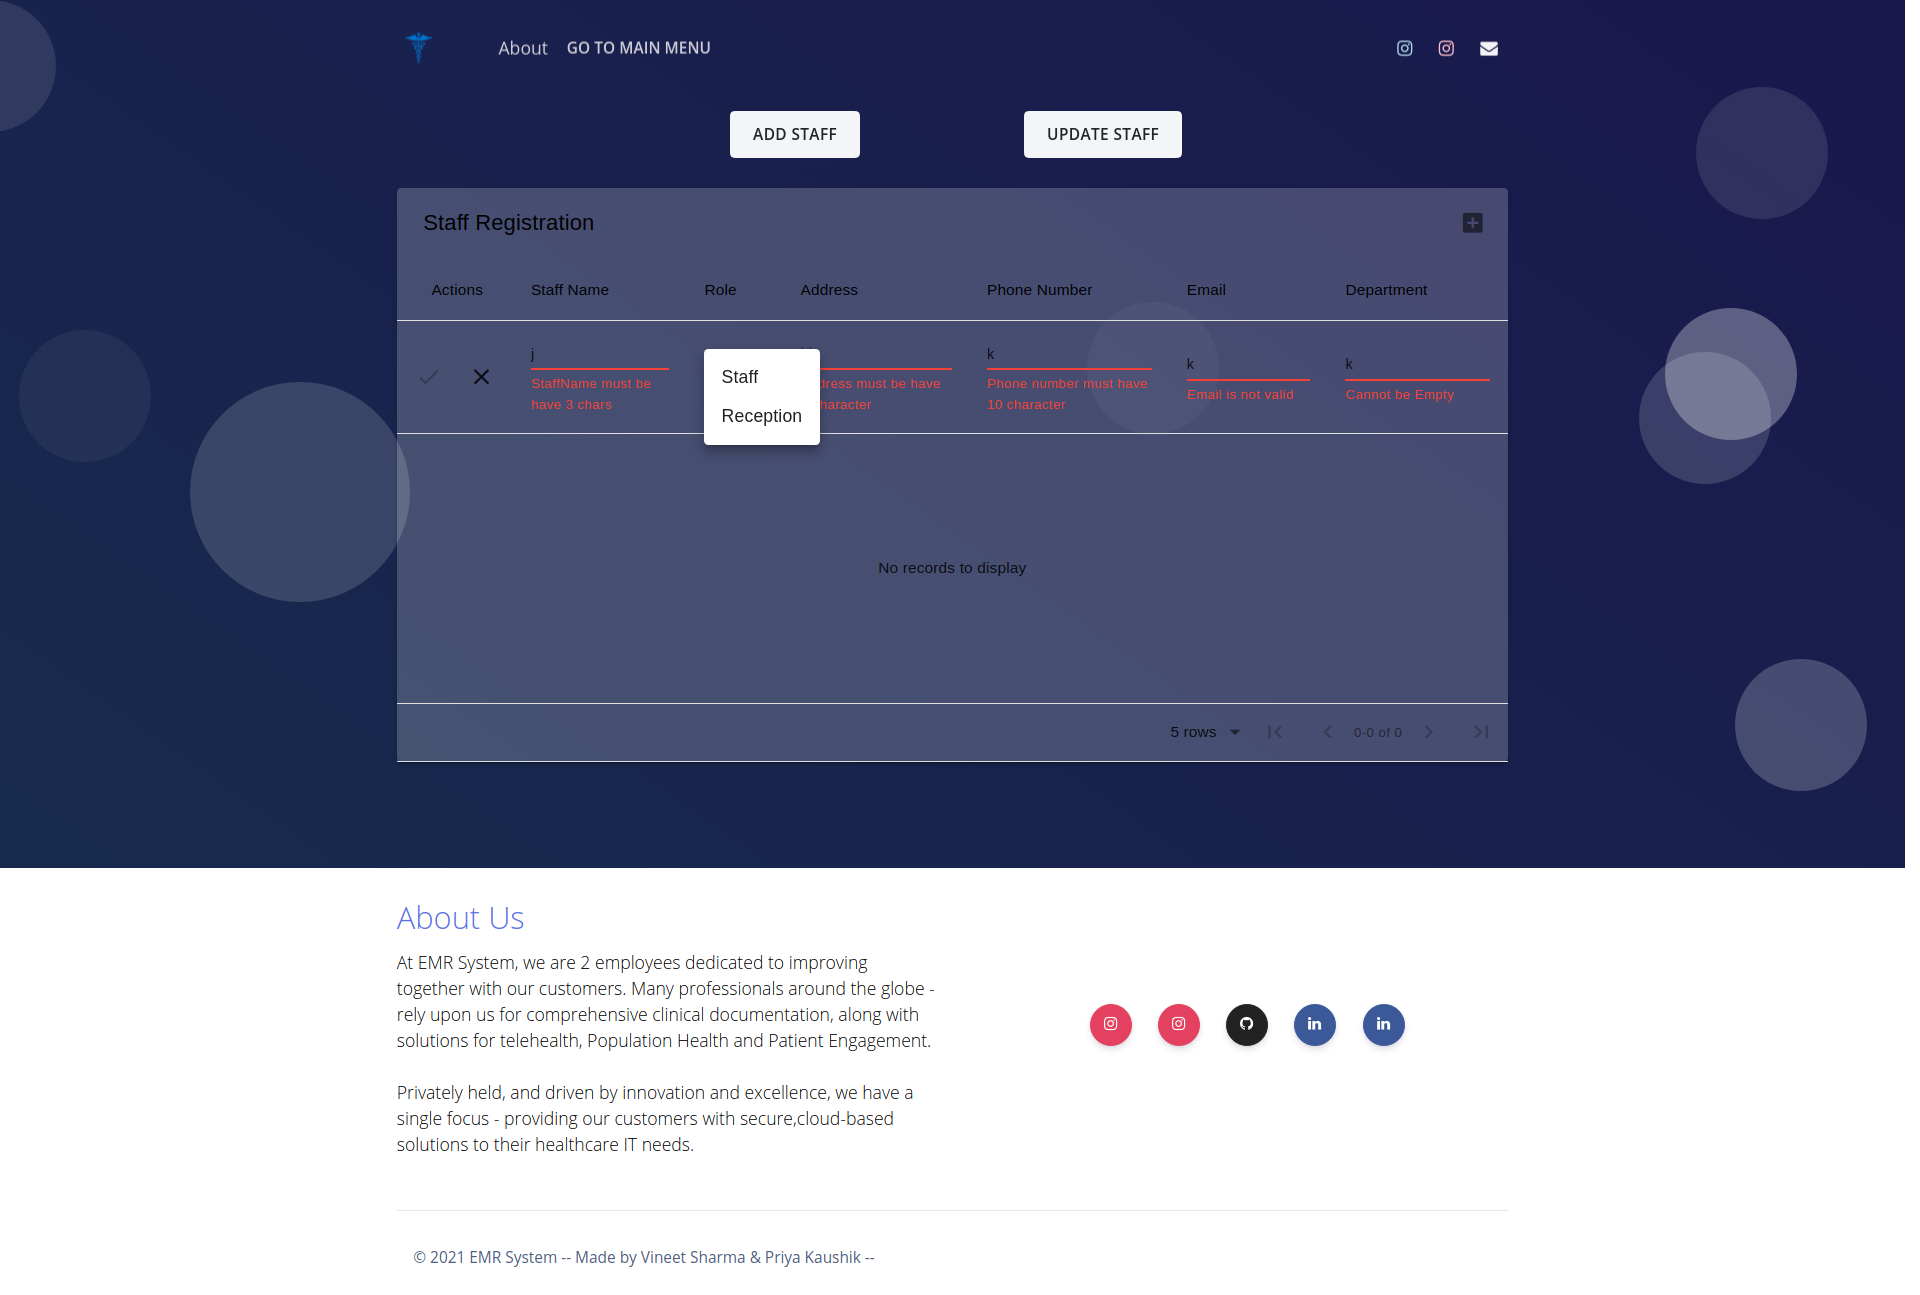 About GO TO MAIN MENU
ADD STAFF UPDATE STAFF
Staff Registration
Actions Staff Name Role Address Phone Number Email Department
j
StaffName must be
have 3 chars
Staff
Reception
dress must be have
haracter
k
Phone number must have
10 character
k
Email is not valid
k
Cannot be Empty
No records to display
5 rows 0-0 of 0
About Us
At EMR System, we are 2 employees dedicated to improving
together with our customers. Many professionals around the globe -
rely upon us for comprehensive clinical documentation, along with
solutions for telehealth, Population Health and Patient Engagement.
Privately held, and driven by innovation and excellence, we have a
single focus - providing our customers with secure,cloud-based
solutions to their healthcare IT needs.
© 2021 EMR System -- Made by Vineet Sharma & Priya Kaushik --